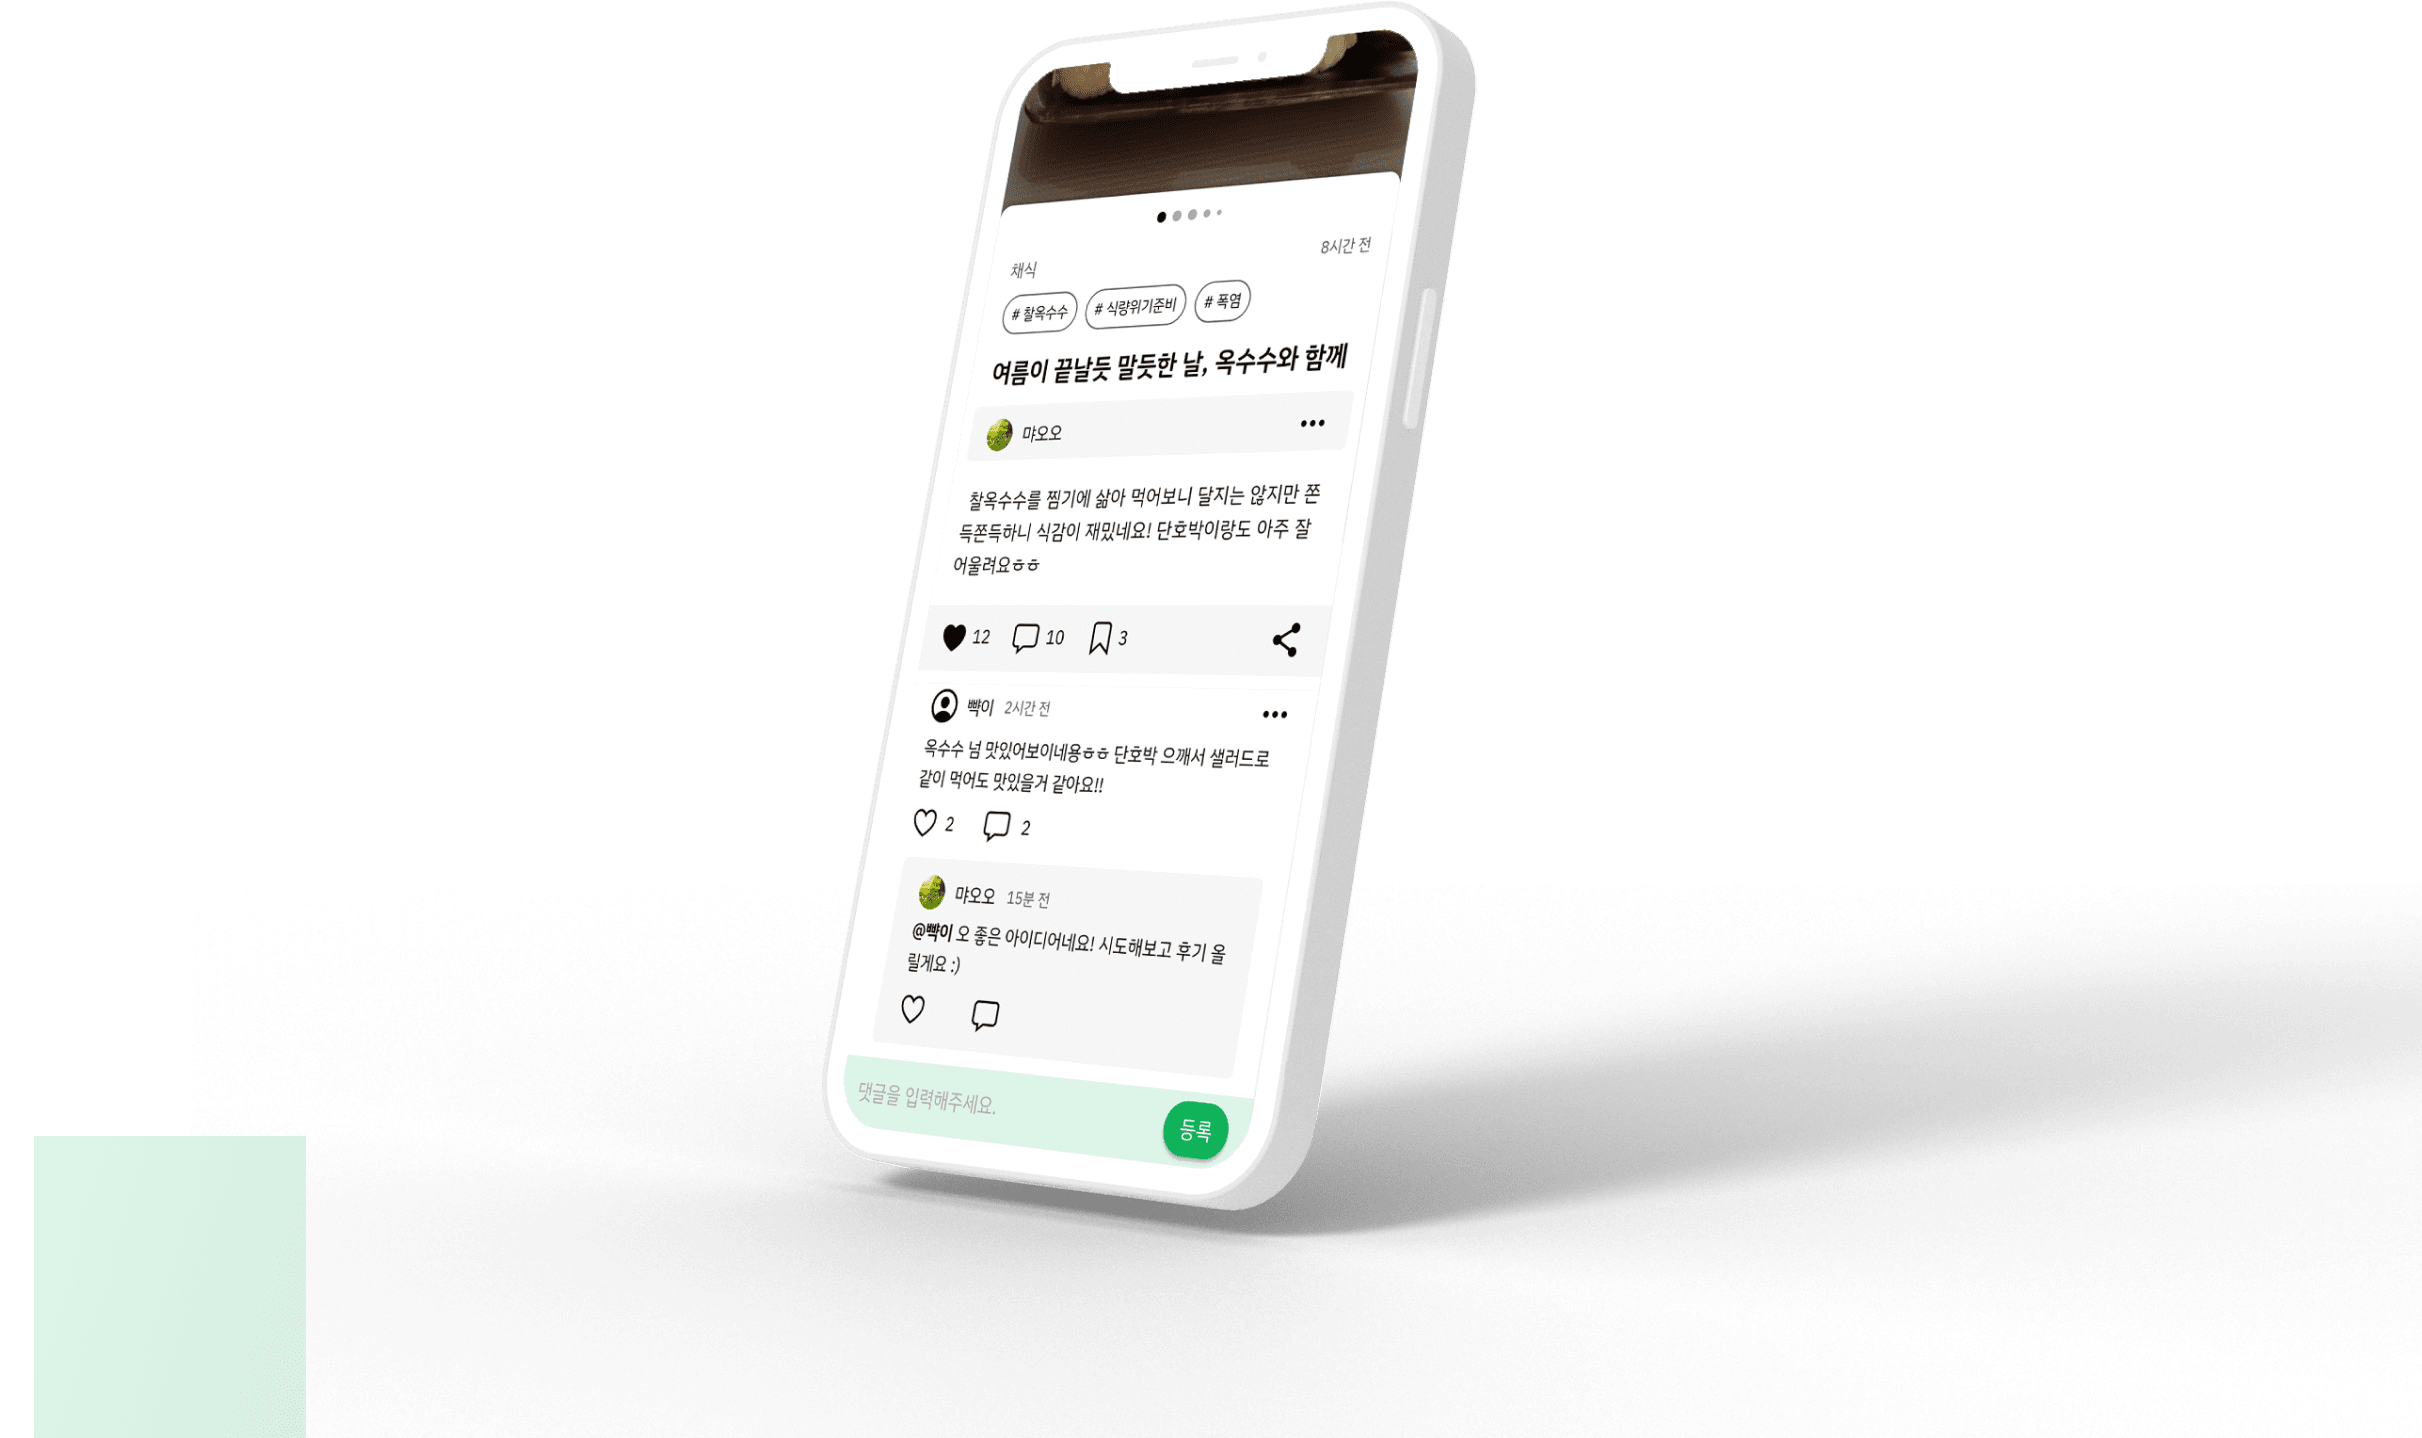 8시간 전
채식
# 찰옥수수 # 식량위기준비 # 폭염
여름이 끝날듯 말듯한 날, 옥수수와 함께
먀오오
찰옥수수를 찜기에 삶아 먹어보니 달지는 않지만 쫀
득쫀득하니 식감이 재밌네요! 단호박이랑도 아주 잘
어울려요ㅎㅎ
12 10 3
빡이 2시간 전
옥수수 넘 맛있어보이네용ㅎㅎ 단호박 으깨서 샐러드로
같이 먹어도 맛있을거 같아요!!
2 2
먀오오 15분 전
@빡이 오 좋은 아이디어네요! 시도해보고 후기 올
릴게요 :)
댓글을 입력해주세요.
등록